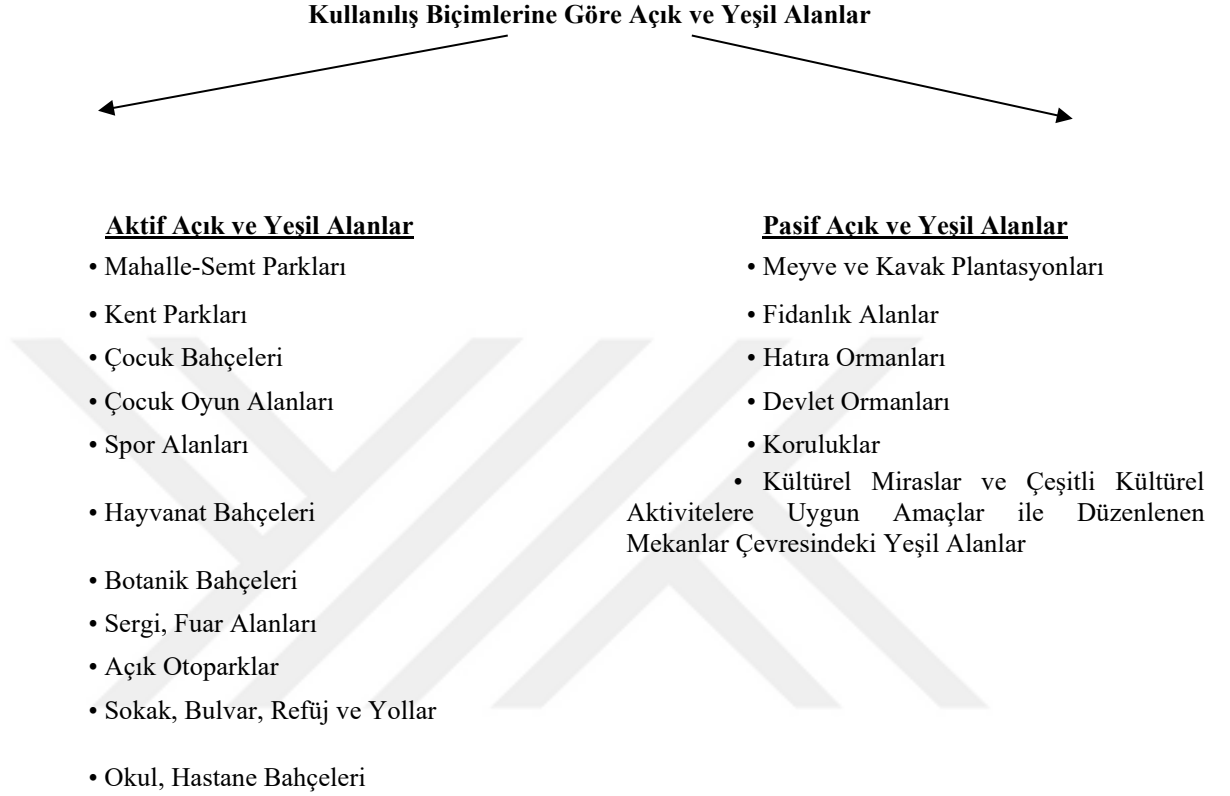 Kullanılış Biçimlerine Göre Açık ve Yeşil Alanlar
Aktif Açık ve Yeşil Alanlar
• Mahalle-Semt Parkları
• Kent Parkları
• Çocuk Bahçeleri
• Çocuk Oyun Alanları
• Spor Alanları
• Hayvanat Bahçeleri
• Botanik Bahçeleri
• Sergi, Fuar Alanları
• Açık Otoparklar
• Sokak, Bulvar, Refüj ve Yollar
• Okul, Hastane Bahçeleri
Pasif Açık ve Yeşil Alanlar
• Meyve ve Kavak Plantasyonları
• Fidanlık Alanlar
• Hatıra Ormanları
• Devlet Ormanları
• Koruluklar
• Kültürel Miraslar ve Çeşitli Kültürel
Aktivitelere Uygun Amaçlar ile Düzenlenen
Mekanlar Çevresindeki Yeşil Alanlar